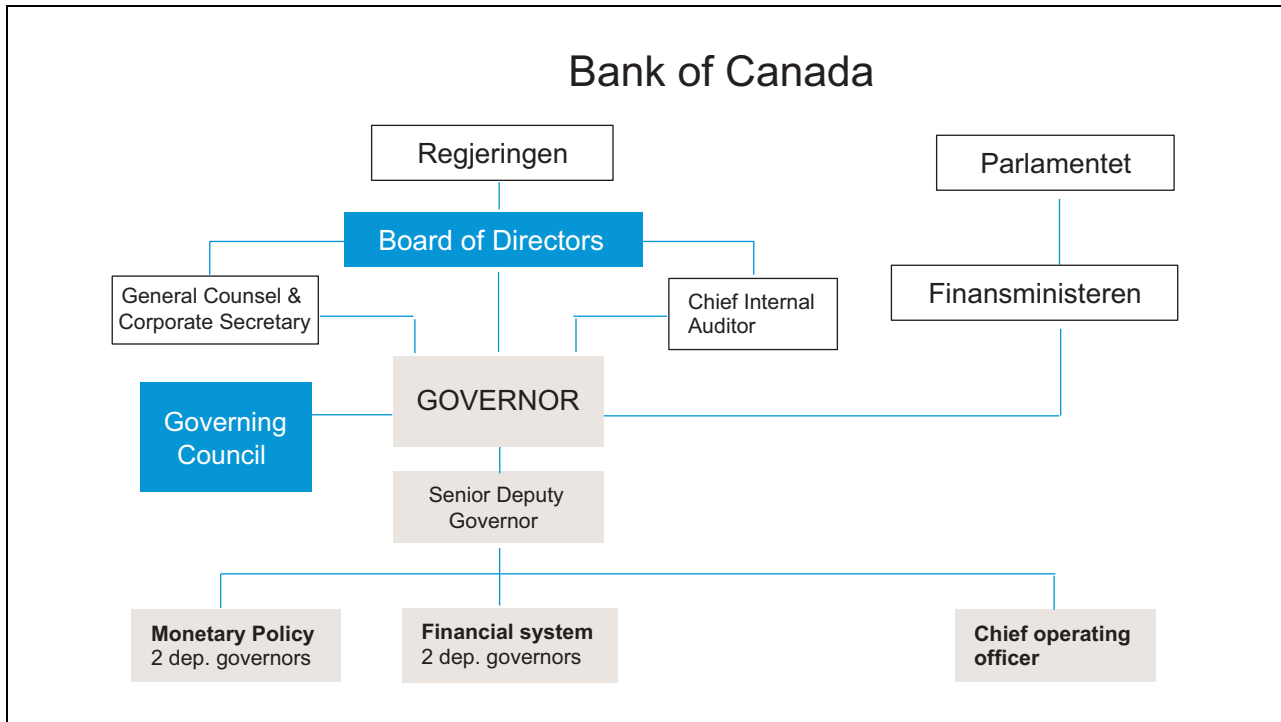 Bank of Canada
Regjeringen
Parlamentet
Board of Directors
General Counsel &
Corporate Secretary
Chief Internal
Auditor
Finansministeren
GOVERNOR
Governing
Council
Senior Deputy
Governor
Monetary Policy
2 dep. governors
Financial system
2 dep. governors
Chief operating
officer